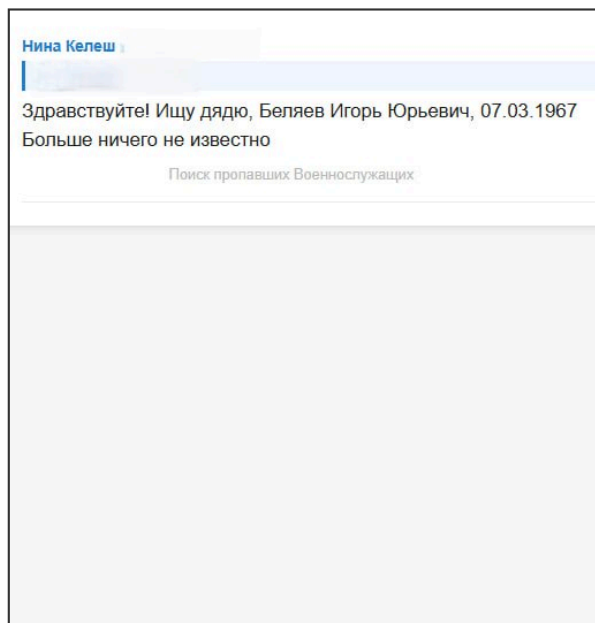 Нина Келеш
Здравствуйте! Ищу дядю, Беляев Игорь Юрьевич, 07.03.1967
Больше ничего не известно
Поиск пропавших Военнослужащих